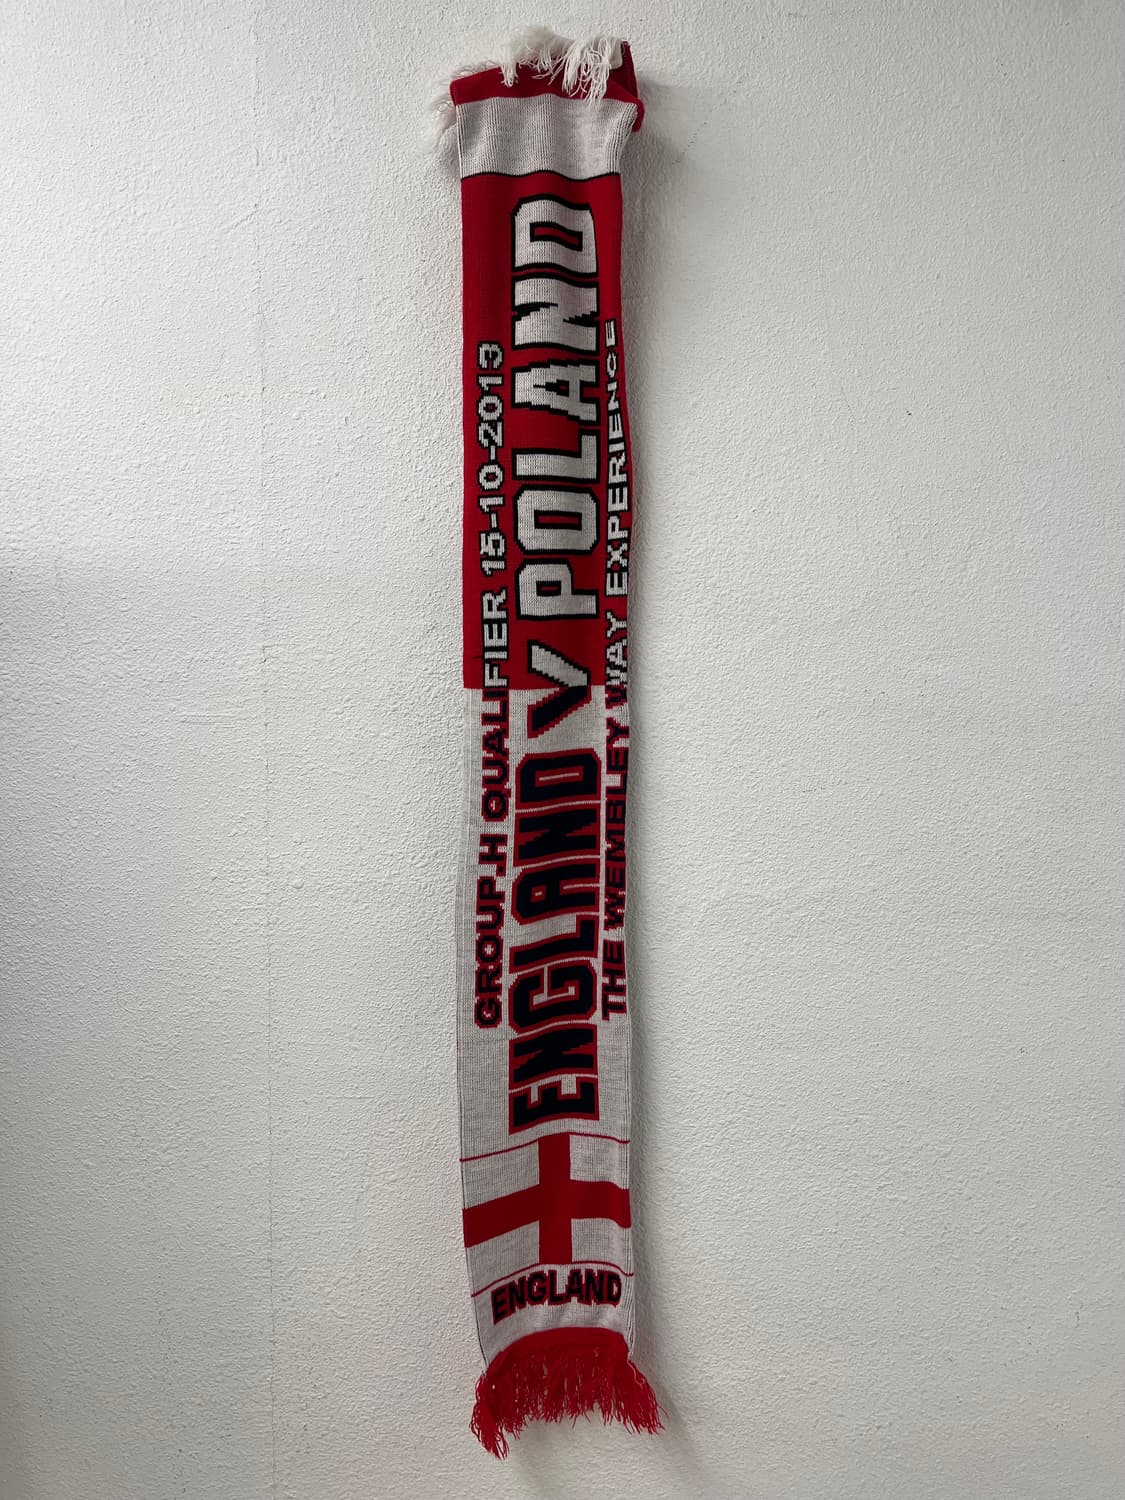 GROUP.H QUALIFIER 15-10-2013
ENGLAND V POLAND
THE WEMBLEY WAY EXPERIENCE
ENGLAND